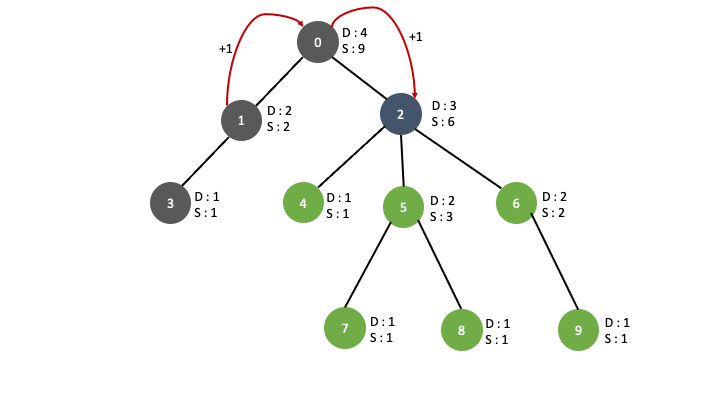 +1
0
D : 4
S : 9
+1
1
D : 2
S : 2
2
D : 3
S : 6
3
D : 1
S : 1
4
D : 1
S : 1
5
D : 2
S : 3
6
D : 2
S : 2
7
D : 1
S : 1
8
D : 1
S : 1
9
D : 1
S : 1